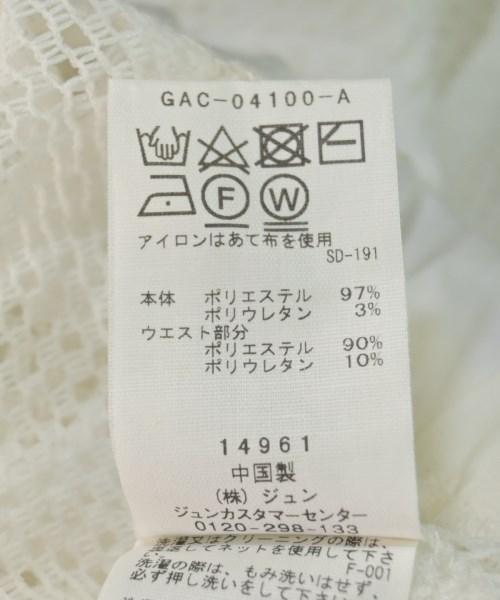 GAC-04100-A
F W
アイロンはあて布を使用
SD-191
本体 ポリエステル 97%
ポリウレタン 3%
ウエスト部分
ポリエステル 90%
ポリウレタン 10%
14961
中国製
(株) ジュン
ジュンカスタマーセンター
0120-298-133
洗濯又はクリーニングの際は、
してネットを使用して下さ
い。 F-001
洗濯の際は、もみ洗いはせず、
必ず押し洗いをして下さい。